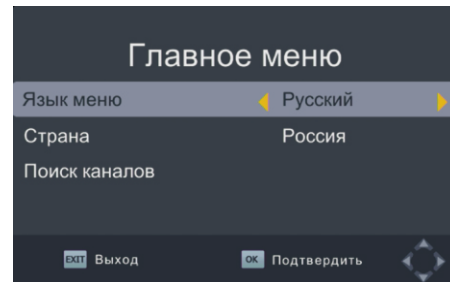 Главное меню
Язык меню Русский
Страна Россия
Поиск каналов
EXIT Выход OK Подтвердить